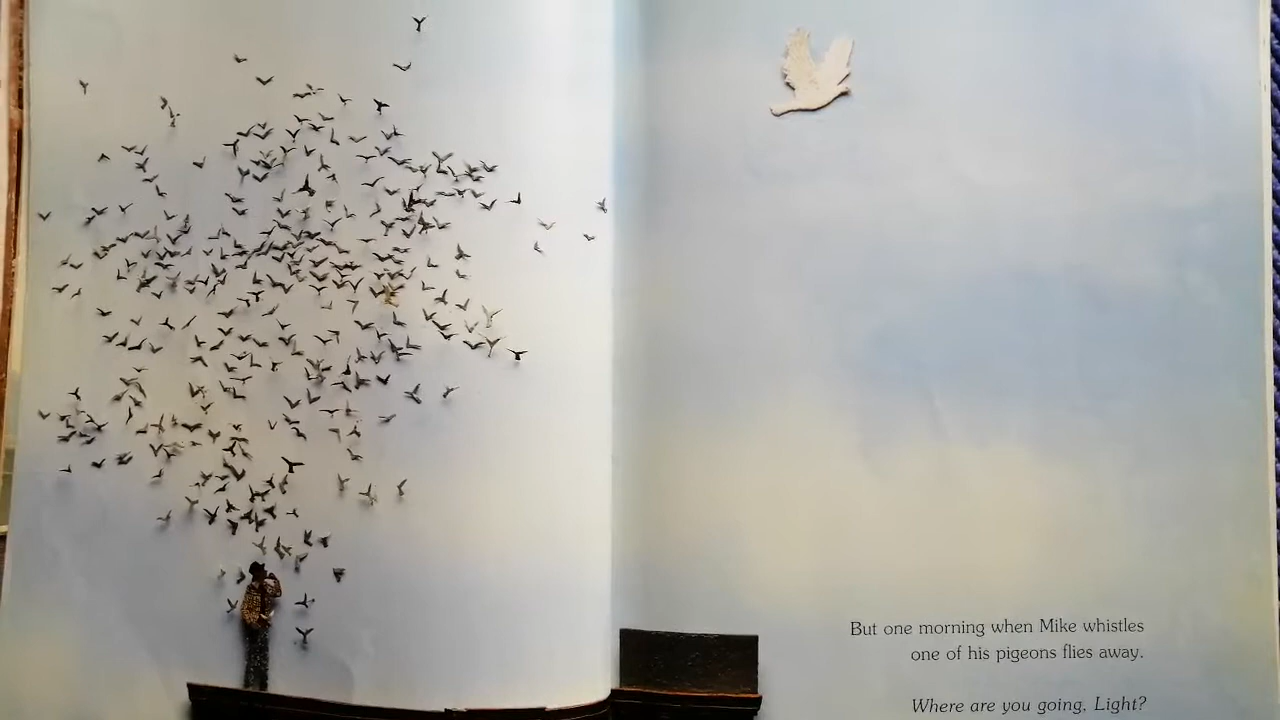 But one morning when Mike whistles
one of his pigeons flies away.
Where are you going, Light?